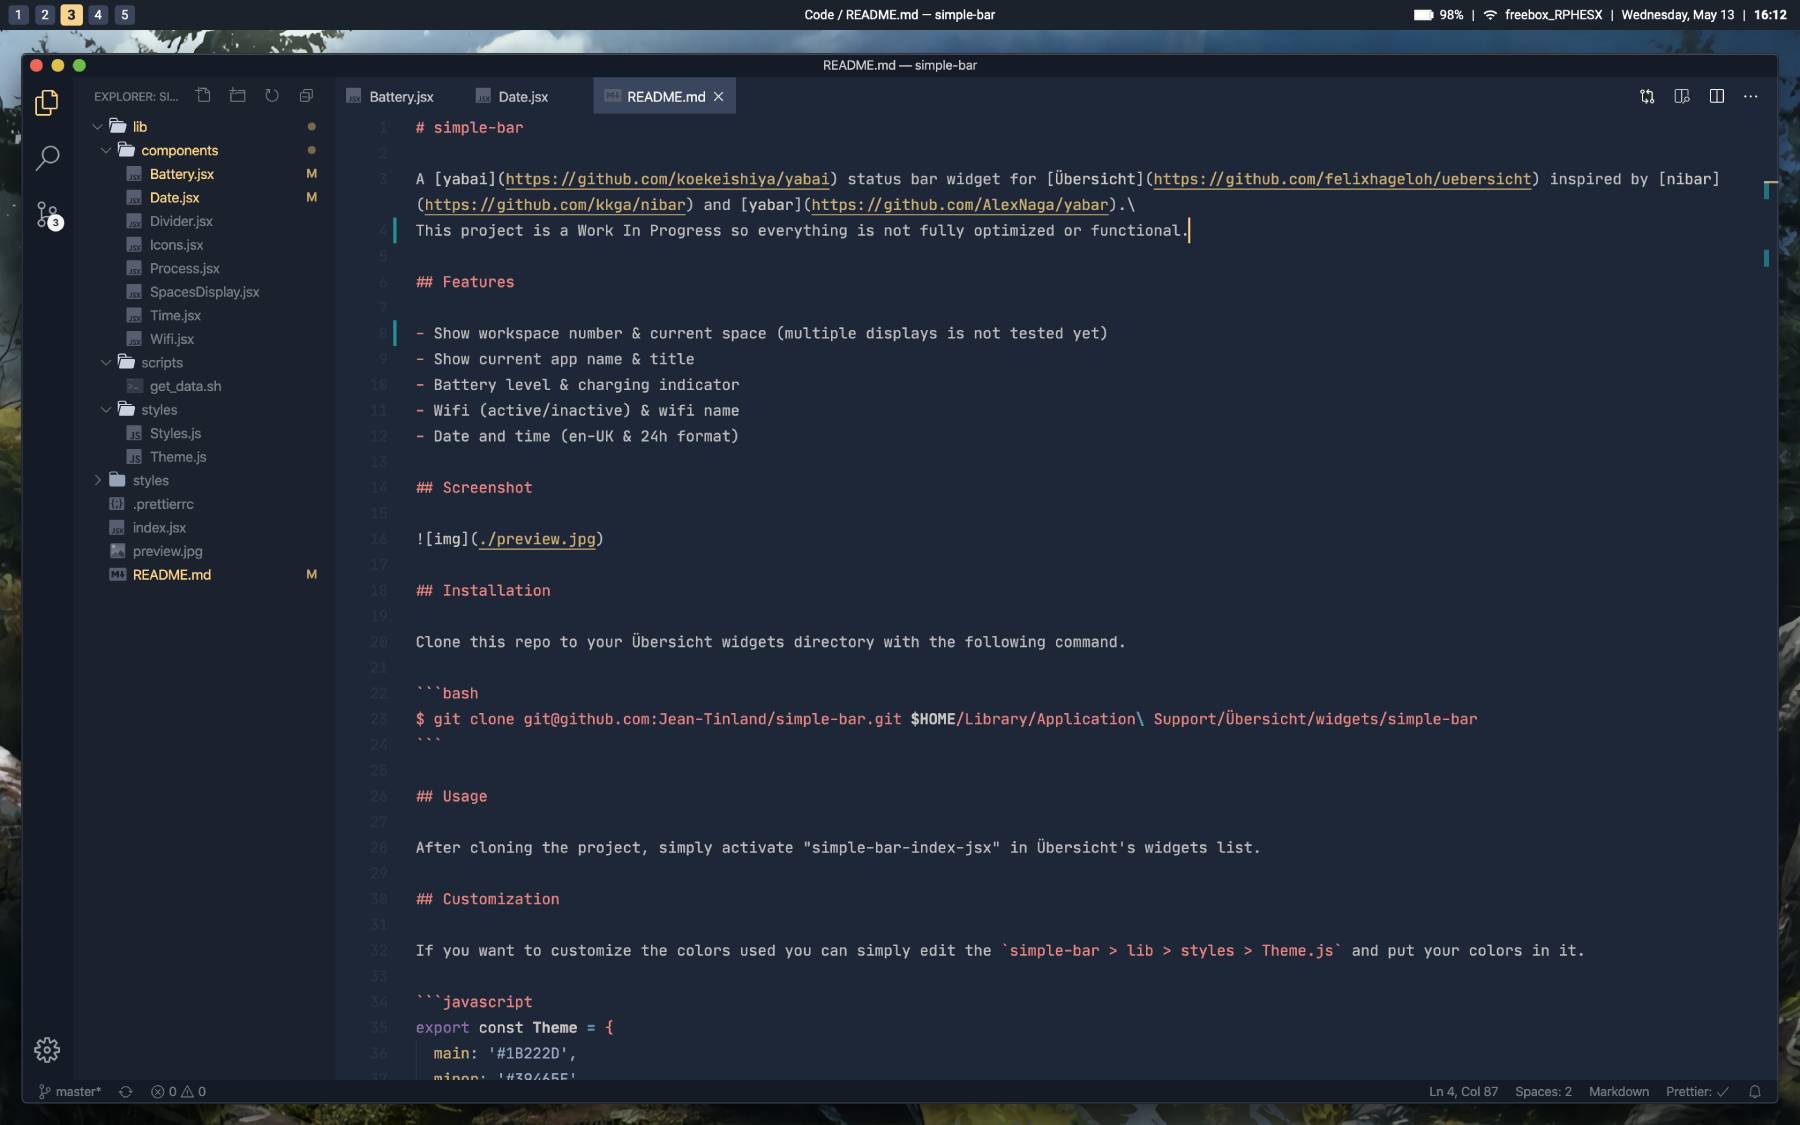 1 2 3 4 5
Code / README.md — simple-bar
98% | freebox_RPHESX | Wednesday, May 13 | 16:12
README.md — simple-bar
EXPLORER: SI...
lib
components
Battery.jsx M
Date.jsx M
Divider.jsx
Icons.jsx
Process.jsx
SpacesDisplay.jsx
Time.jsx
Wifi.jsx
scripts
get_data.sh
styles
Styles.js
Theme.js
styles
.prettierrc
index.jsx
preview.jpg
README.md M
Battery.jsx Date.jsx README.md
1 # simple-bar
2
3 A [yabai](https://github.com/koekeishiya/yabai) status bar widget for [Übersicht](https://github.com/felixhageloh/uebersicht) inspired by [nibar]
(https://github.com/kkga/nibar) and [yabar](https://github.com/AlexNaga/yabar).\
4 This project is a Work In Progress so everything is not fully optimized or functional.
5
6 ## Features
7
8 - Show workspace number & current space (multiple displays is not tested yet)
9 - Show current app name & title
10 - Battery level & charging indicator
11 - Wifi (active/inactive) & wifi name
12 - Date and time (en-UK & 24h format)
13
14 ## Screenshot
15
16 ![img](./preview.jpg)
17
18 ## Installation
19
20 Clone this repo to your Übersicht widgets directory with the following command.
21
22 ```bash
23 $ git clone git@github.com:Jean-Tinland/simple-bar.git $HOME/Library/Application\ Support/Übersicht/widgets/simple-bar
24 ```
25
26 ## Usage
27
28 After cloning the project, simply activate "simple-bar-index-jsx" in Übersicht's widgets list.
29
30 ## Customization
31
32 If you want to customize the colors used you can simply edit the `simple-bar > lib > styles > Theme.js` and put your colors in it.
33
34 ```javascript
35 export const Theme = {
36 main: '#1B222D',
37 minor:
3
master* 0 0
Ln 4, Col 87 Spaces: 2 Markdown Prettier: ✓